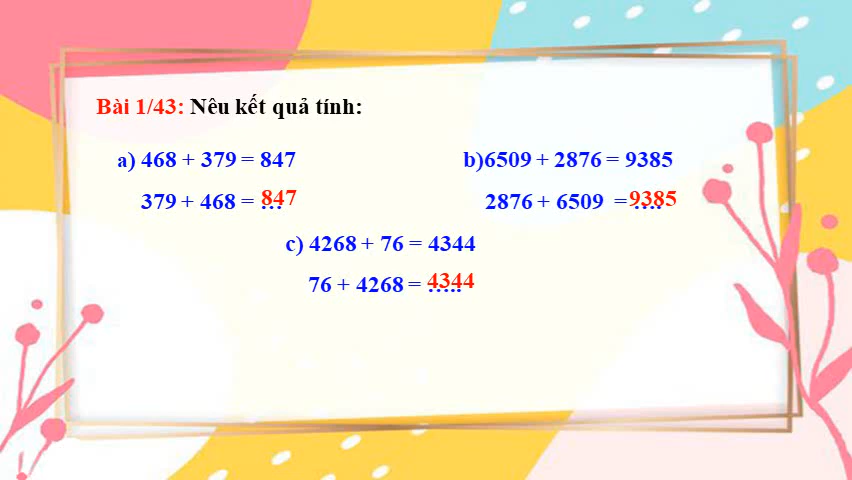 Bài 1/43: Nêu kết quả tính:
a) 468 + 379 = 847
379 + 468 = …847
b)6509 + 2876 = 9385
2876 + 6509 = ….9385
c) 4268 + 76 = 4344
76 + 4268 = …..4344